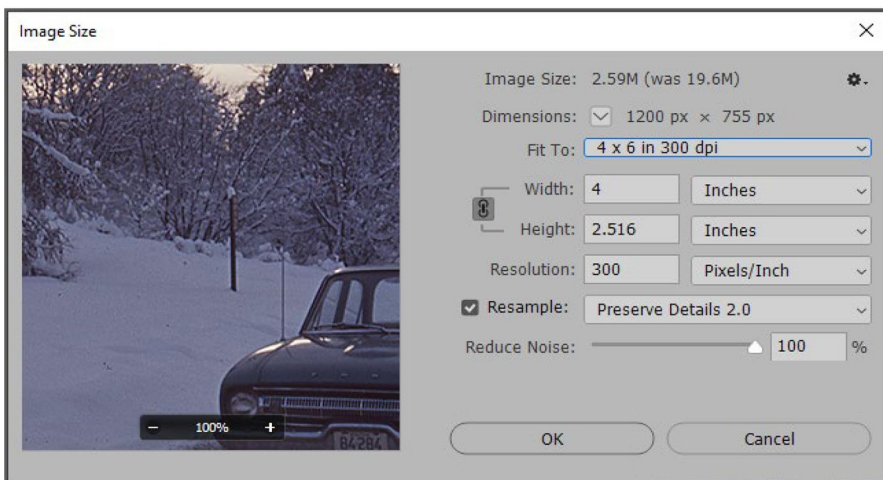 Image Size
Image Size: 2.59M (was 19.6M)
Dimensions: 1200 px × 755 px
Fit To: 4 x 6 in 300 dpi
Width: 4 Inches
Height: 2.516 Inches
Resolution: 300 Pixels/Inch
Resample: Preserve Details 2.0
Reduce Noise: 100 %
− 100% +
84284
OK Cancel